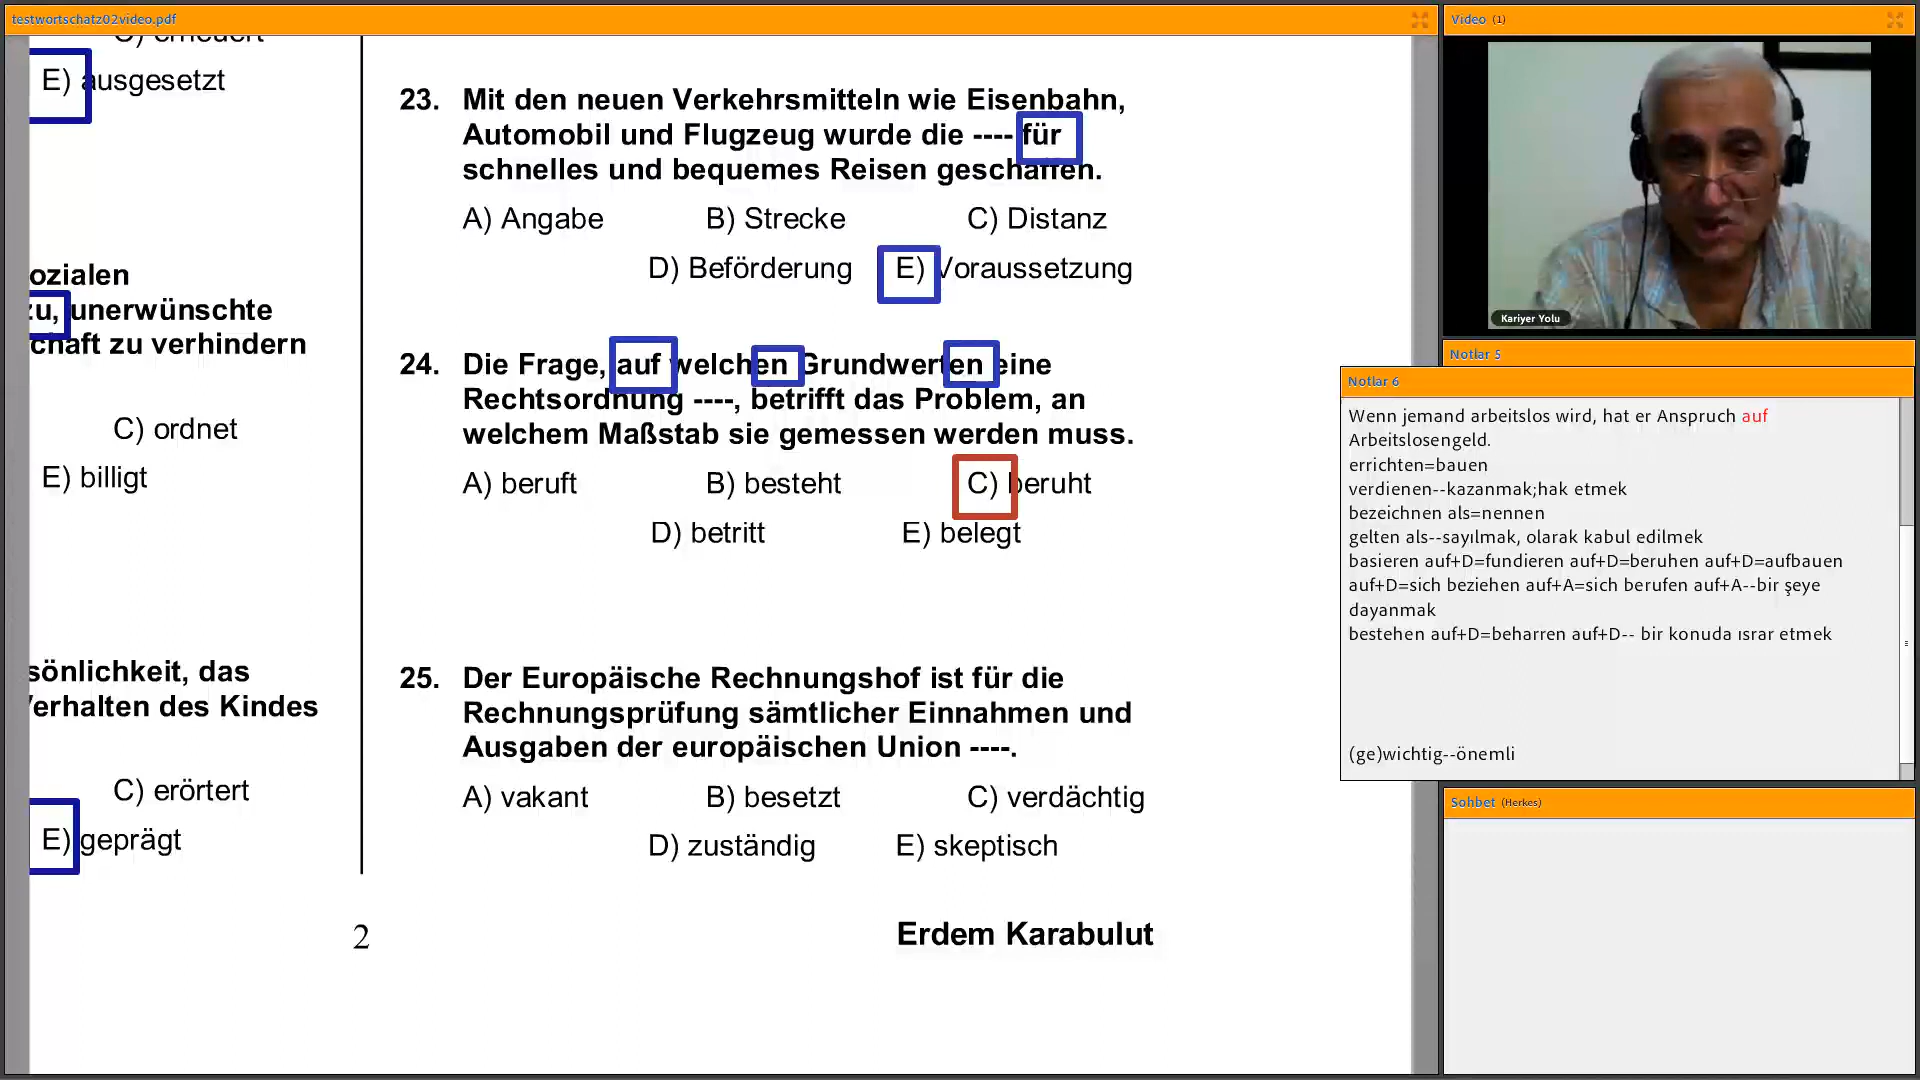 testwortschatz02video.pdf
E) ausgesetzt
ozialen
zu, unerwünschte
chaft zu verhindern
C) ordnet
E) billigt
sönlichkeit, das
Verhalten des Kindes
C) erörtert
E) geprägt
23. Mit den neuen Verkehrsmitteln wie Eisenbahn,
Automobil und Flugzeug wurde die ---- für
schnelles und bequemes Reisen geschaffen.
A) Angabe B) Strecke C) Distanz
D) Beförderung E) Voraussetzung
24. Die Frage, auf welchen Grundwerten eine
Rechtsordnung ----, betrifft das Problem, an
welchem Maßstab sie gemessen werden muss.
A) beruft B) besteht C) beruht
D) betritt E) belegt
25. Der Europäische Rechnungshof ist für die
Rechnungsprüfung sämtlicher Einnahmen und
Ausgaben der europäischen Union ----.
A) vakant B) besetzt C) verdächtig
D) zuständig E) skeptisch
2 Erdem Karabulut
Video (1)
Kariyer Yolu
Notlar 5
Notlar 6
Wenn jemand arbeitslos wird, hat er Anspruch auf
Arbeitslosengeld.
errichten=bauen
verdienen--kazanmak;hak etmek
bezeichnen als=nennen
gelten als--sayılmak, olarak kabul edilmek
basieren auf+D=fundieren auf+D=beruhen auf+D=aufbauen
auf+D=sich beziehen auf+A=sich berufen auf+A--bir şeye
dayanmak
bestehen auf+D=beharren auf+D-- bir konuda ısrar etmek
(ge)wichtig--önemli
Sohbet (Herkes)